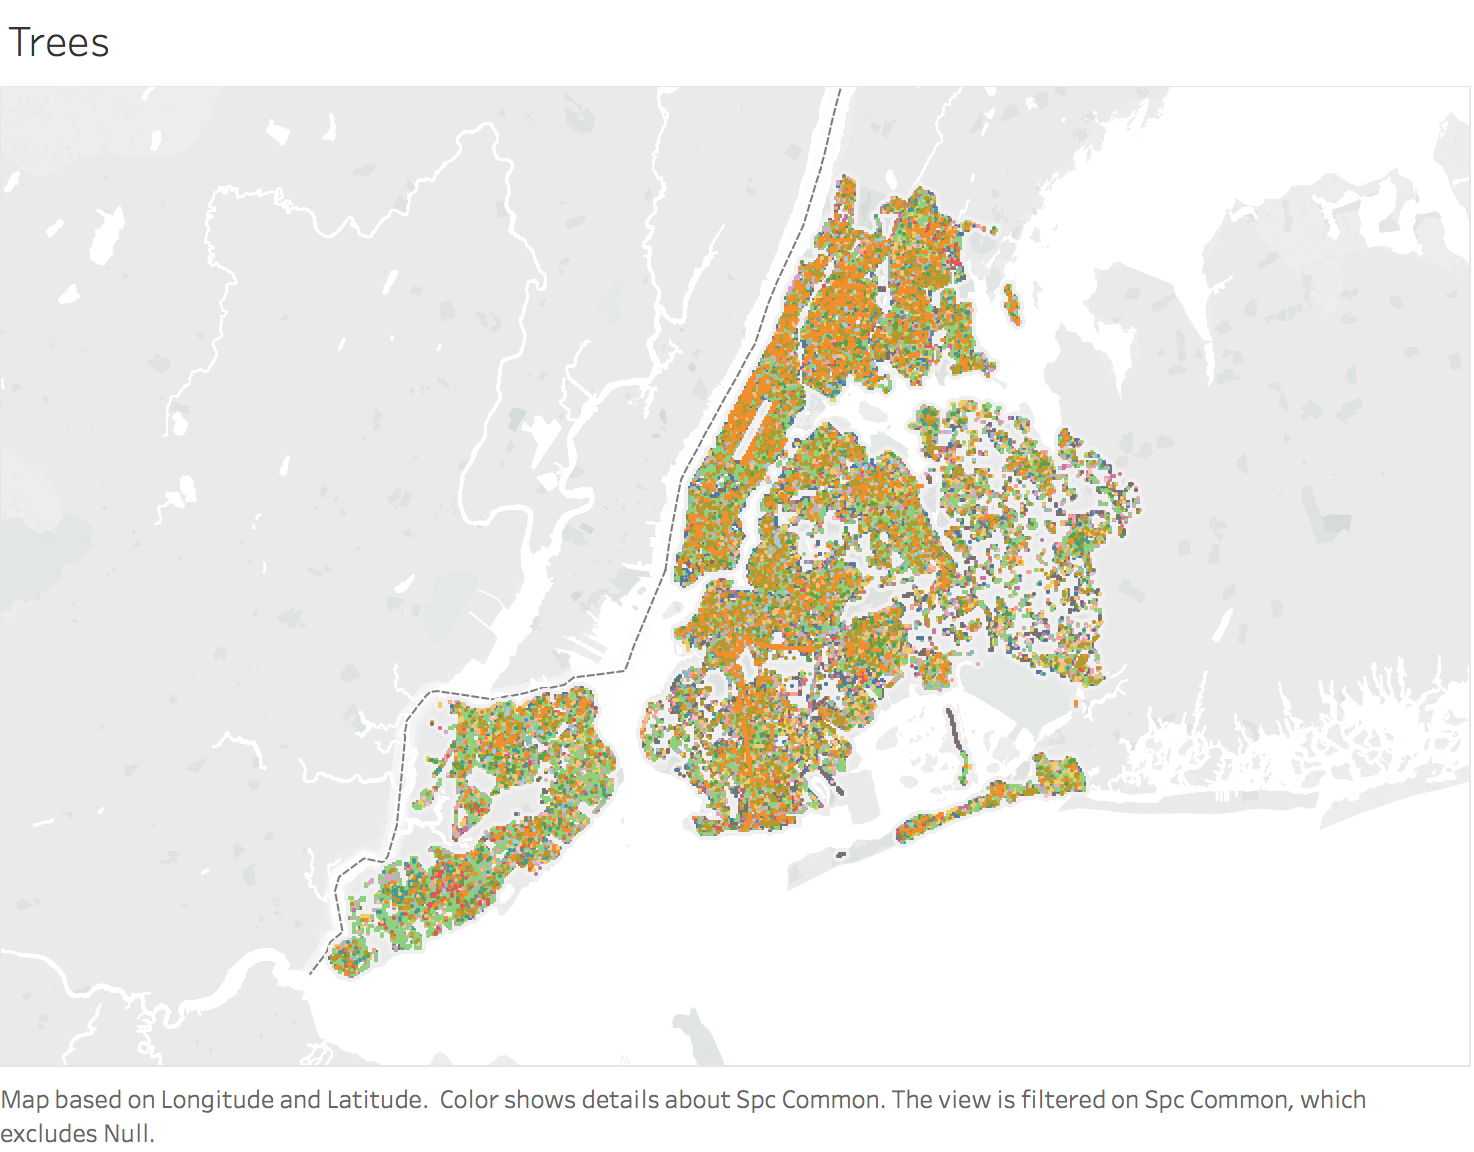 Trees
Map based on Longitude and Latitude.  Color shows details about Spc Common. The view is filtered on Spc Common, which
excludes Null.